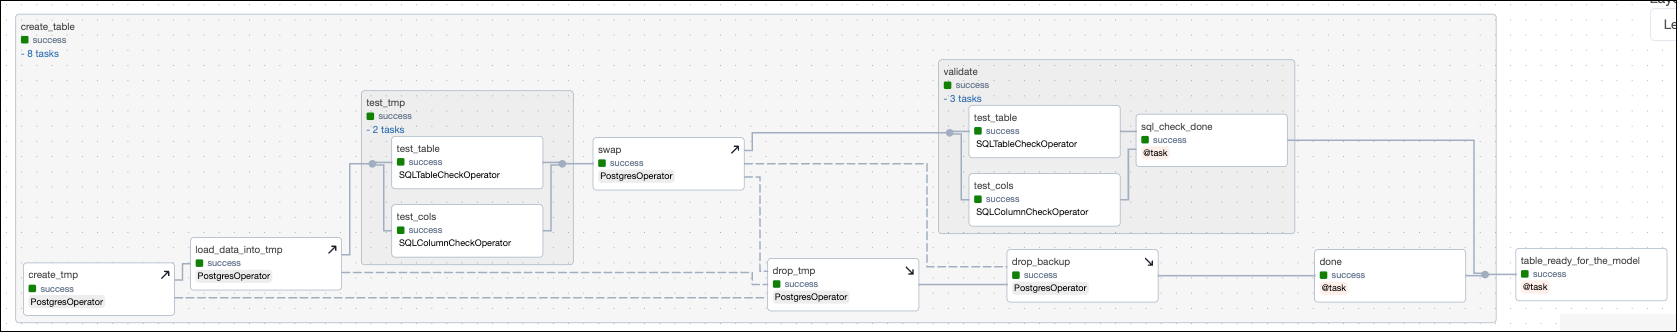 create_table
success
- 8 tasks
create_tmp
success
PostgresOperator
load_data_into_tmp
success
PostgresOperator
test_tmp
success
- 2 tasks
test_table
success
SQLTableCheckOperator
test_cols
success
SQLColumnCheckOperator
swap
success
PostgresOperator
drop_tmp
success
PostgresOperator
validate
success
- 3 tasks
test_table
success
SQLTableCheckOperator
test_cols
success
SQLColumnCheckOperator
sql_check_done
success
@task
drop_backup
success
PostgresOperator
done
success
@task
table_ready_for_the_model
success
@task
Le